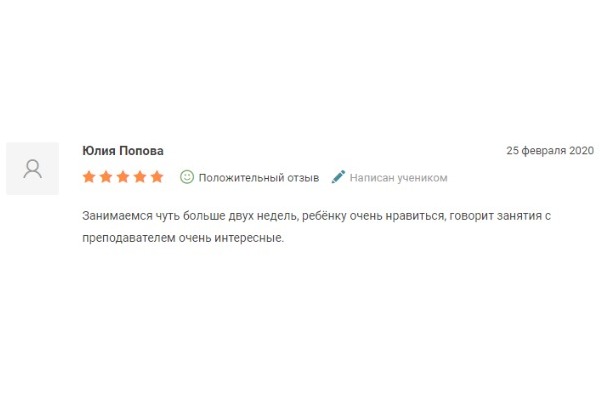 Юлия Попова
25 февраля 2020
Положительный отзыв
Написан учеником
Занимаемся чуть больше двух недель, ребёнку очень нравиться, говорит занятия с
преподавателем очень интересные.